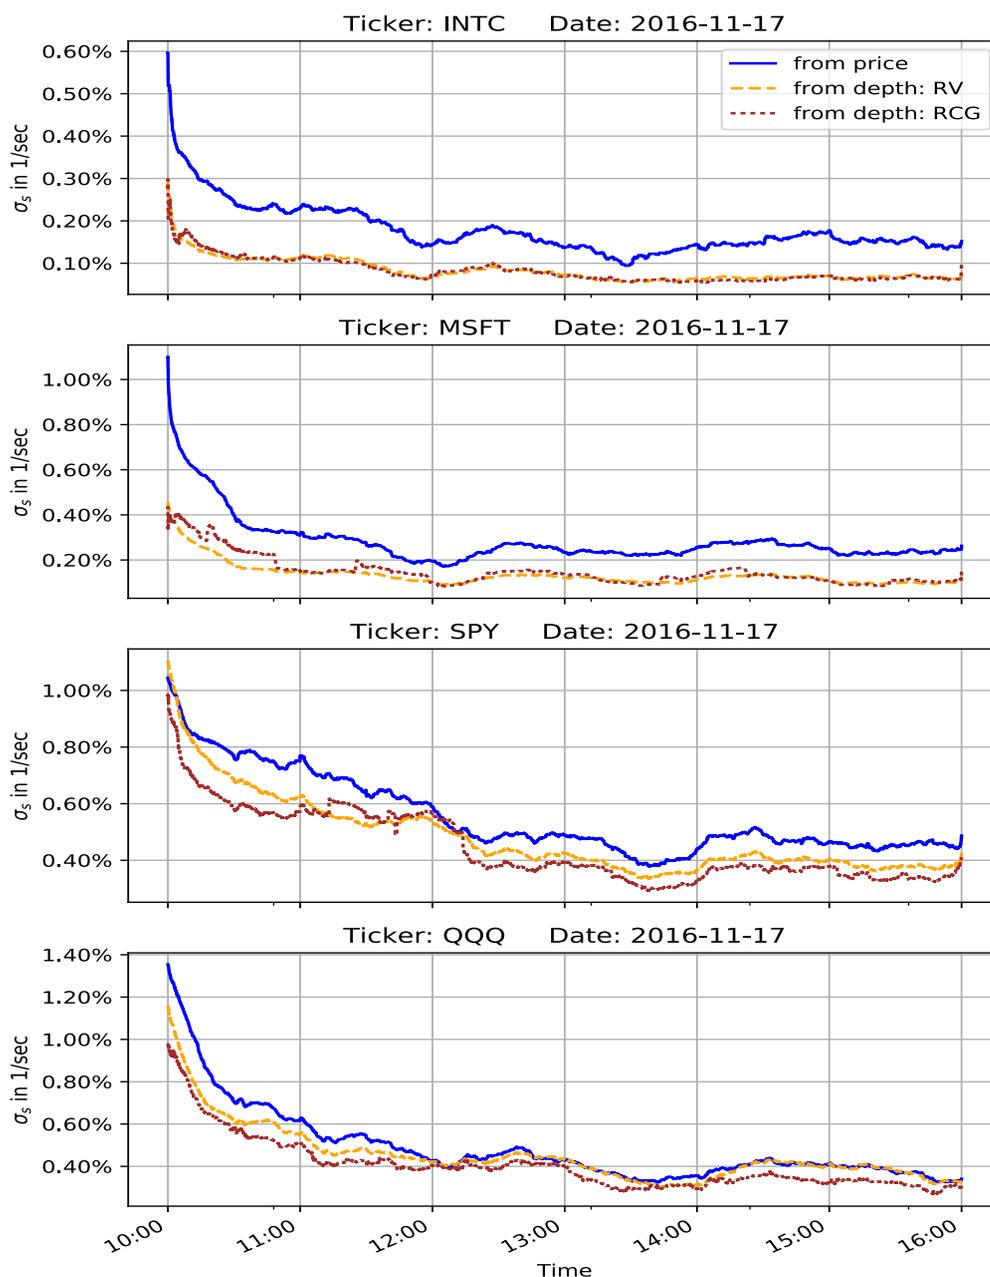 Ticker: INTC Date: 2016-11-17
0.60%
0.50%
0.40%
0.30%
0.20%
0.10%
σs in 1/sec
from price
from depth: RV
from depth: RCG
Ticker: MSFT Date: 2016-11-17
1.00%
0.80%
0.60%
0.40%
0.20%
σs in 1/sec
Ticker: SPY Date: 2016-11-17
1.00%
0.80%
0.60%
0.40%
σs in 1/sec
Ticker: QQQ Date: 2016-11-17
1.40%
1.20%
1.00%
0.80%
0.60%
0.40%
σs in 1/sec
10:00 11:00 12:00 13:00 14:00 15:00 16:00
Time